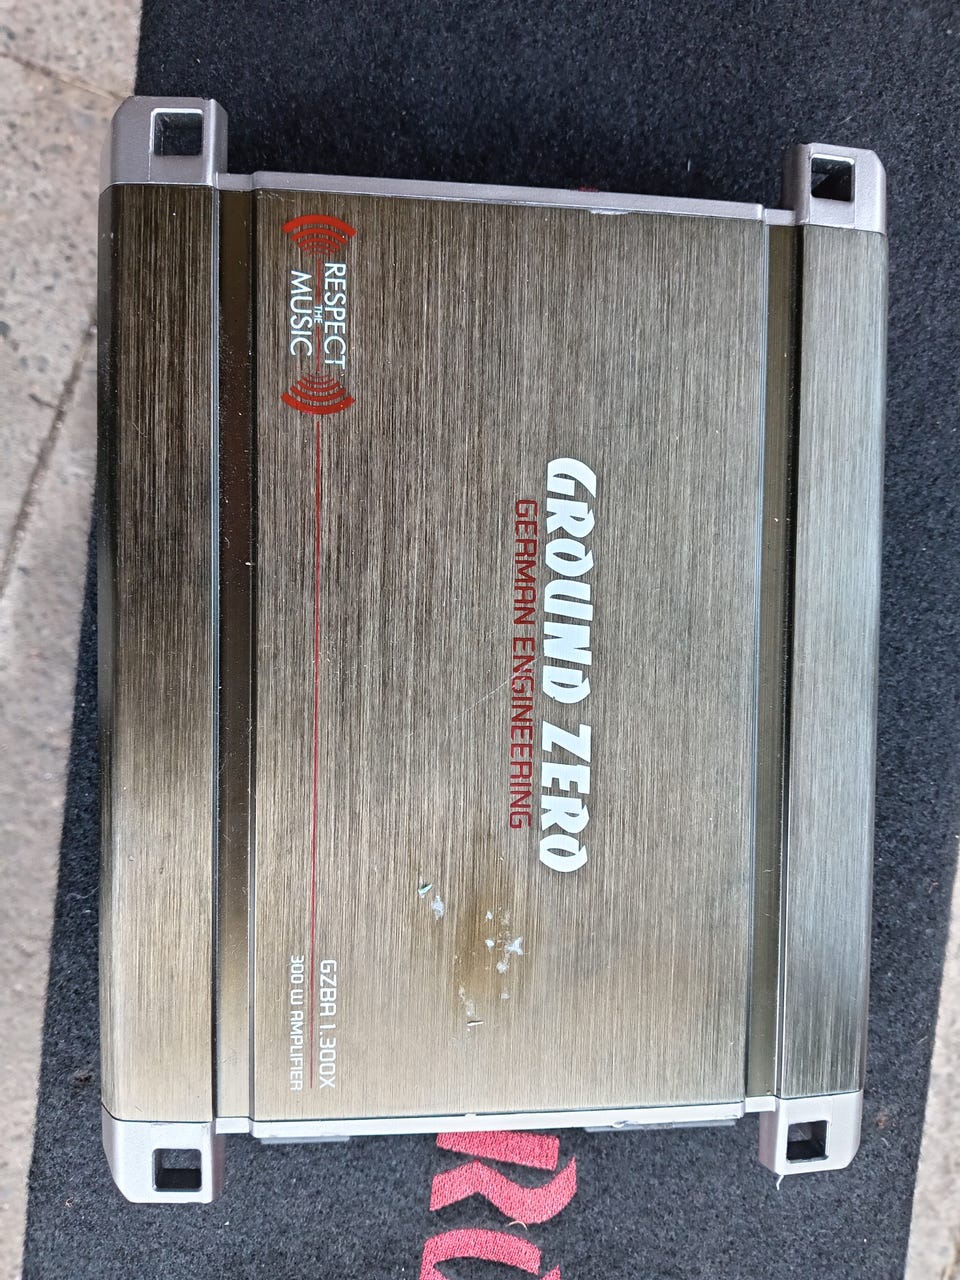 GROUND ZERO
GERMAN ENGINEERING
RESPECT
THE
MUSIC
GZBA 1.300X
300 W AMPLIFIER